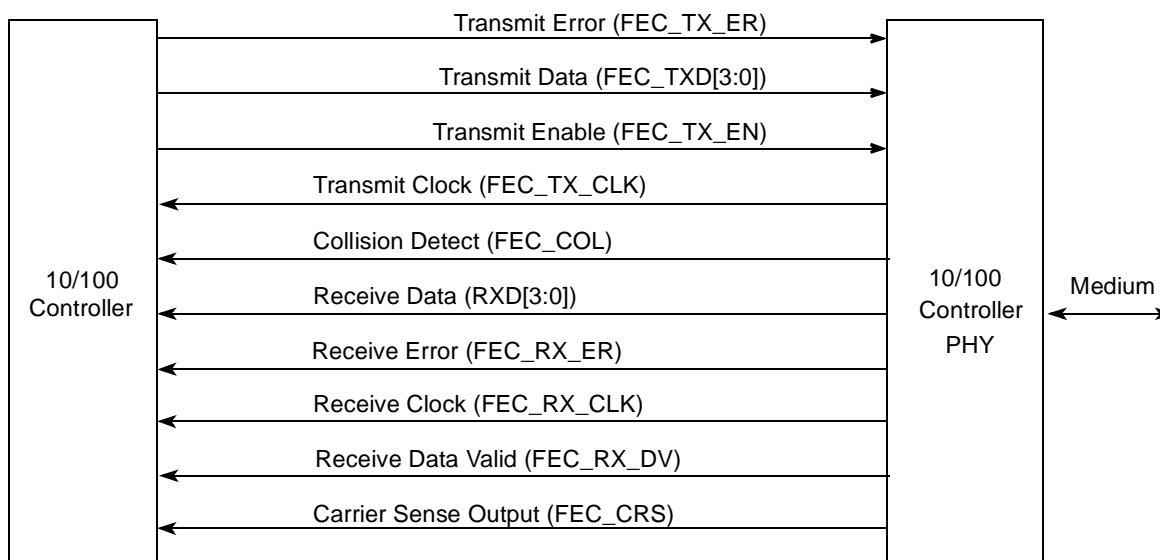 Transmit Error (FEC_TX_ER)
Transmit Data (FEC_TXD[3:0])
Transmit Enable (FEC_TX_EN)
Transmit Clock (FEC_TX_CLK)
Collision Detect (FEC_COL)
10/100
Controller
Receive Data (RXD[3:0])
Receive Error (FEC_RX_ER)
Receive Clock (FEC_RX_CLK)
Receive Data Valid (FEC_RX_DV)
Carrier Sense Output (FEC_CRS)
10/100
Controller
PHY
Medium